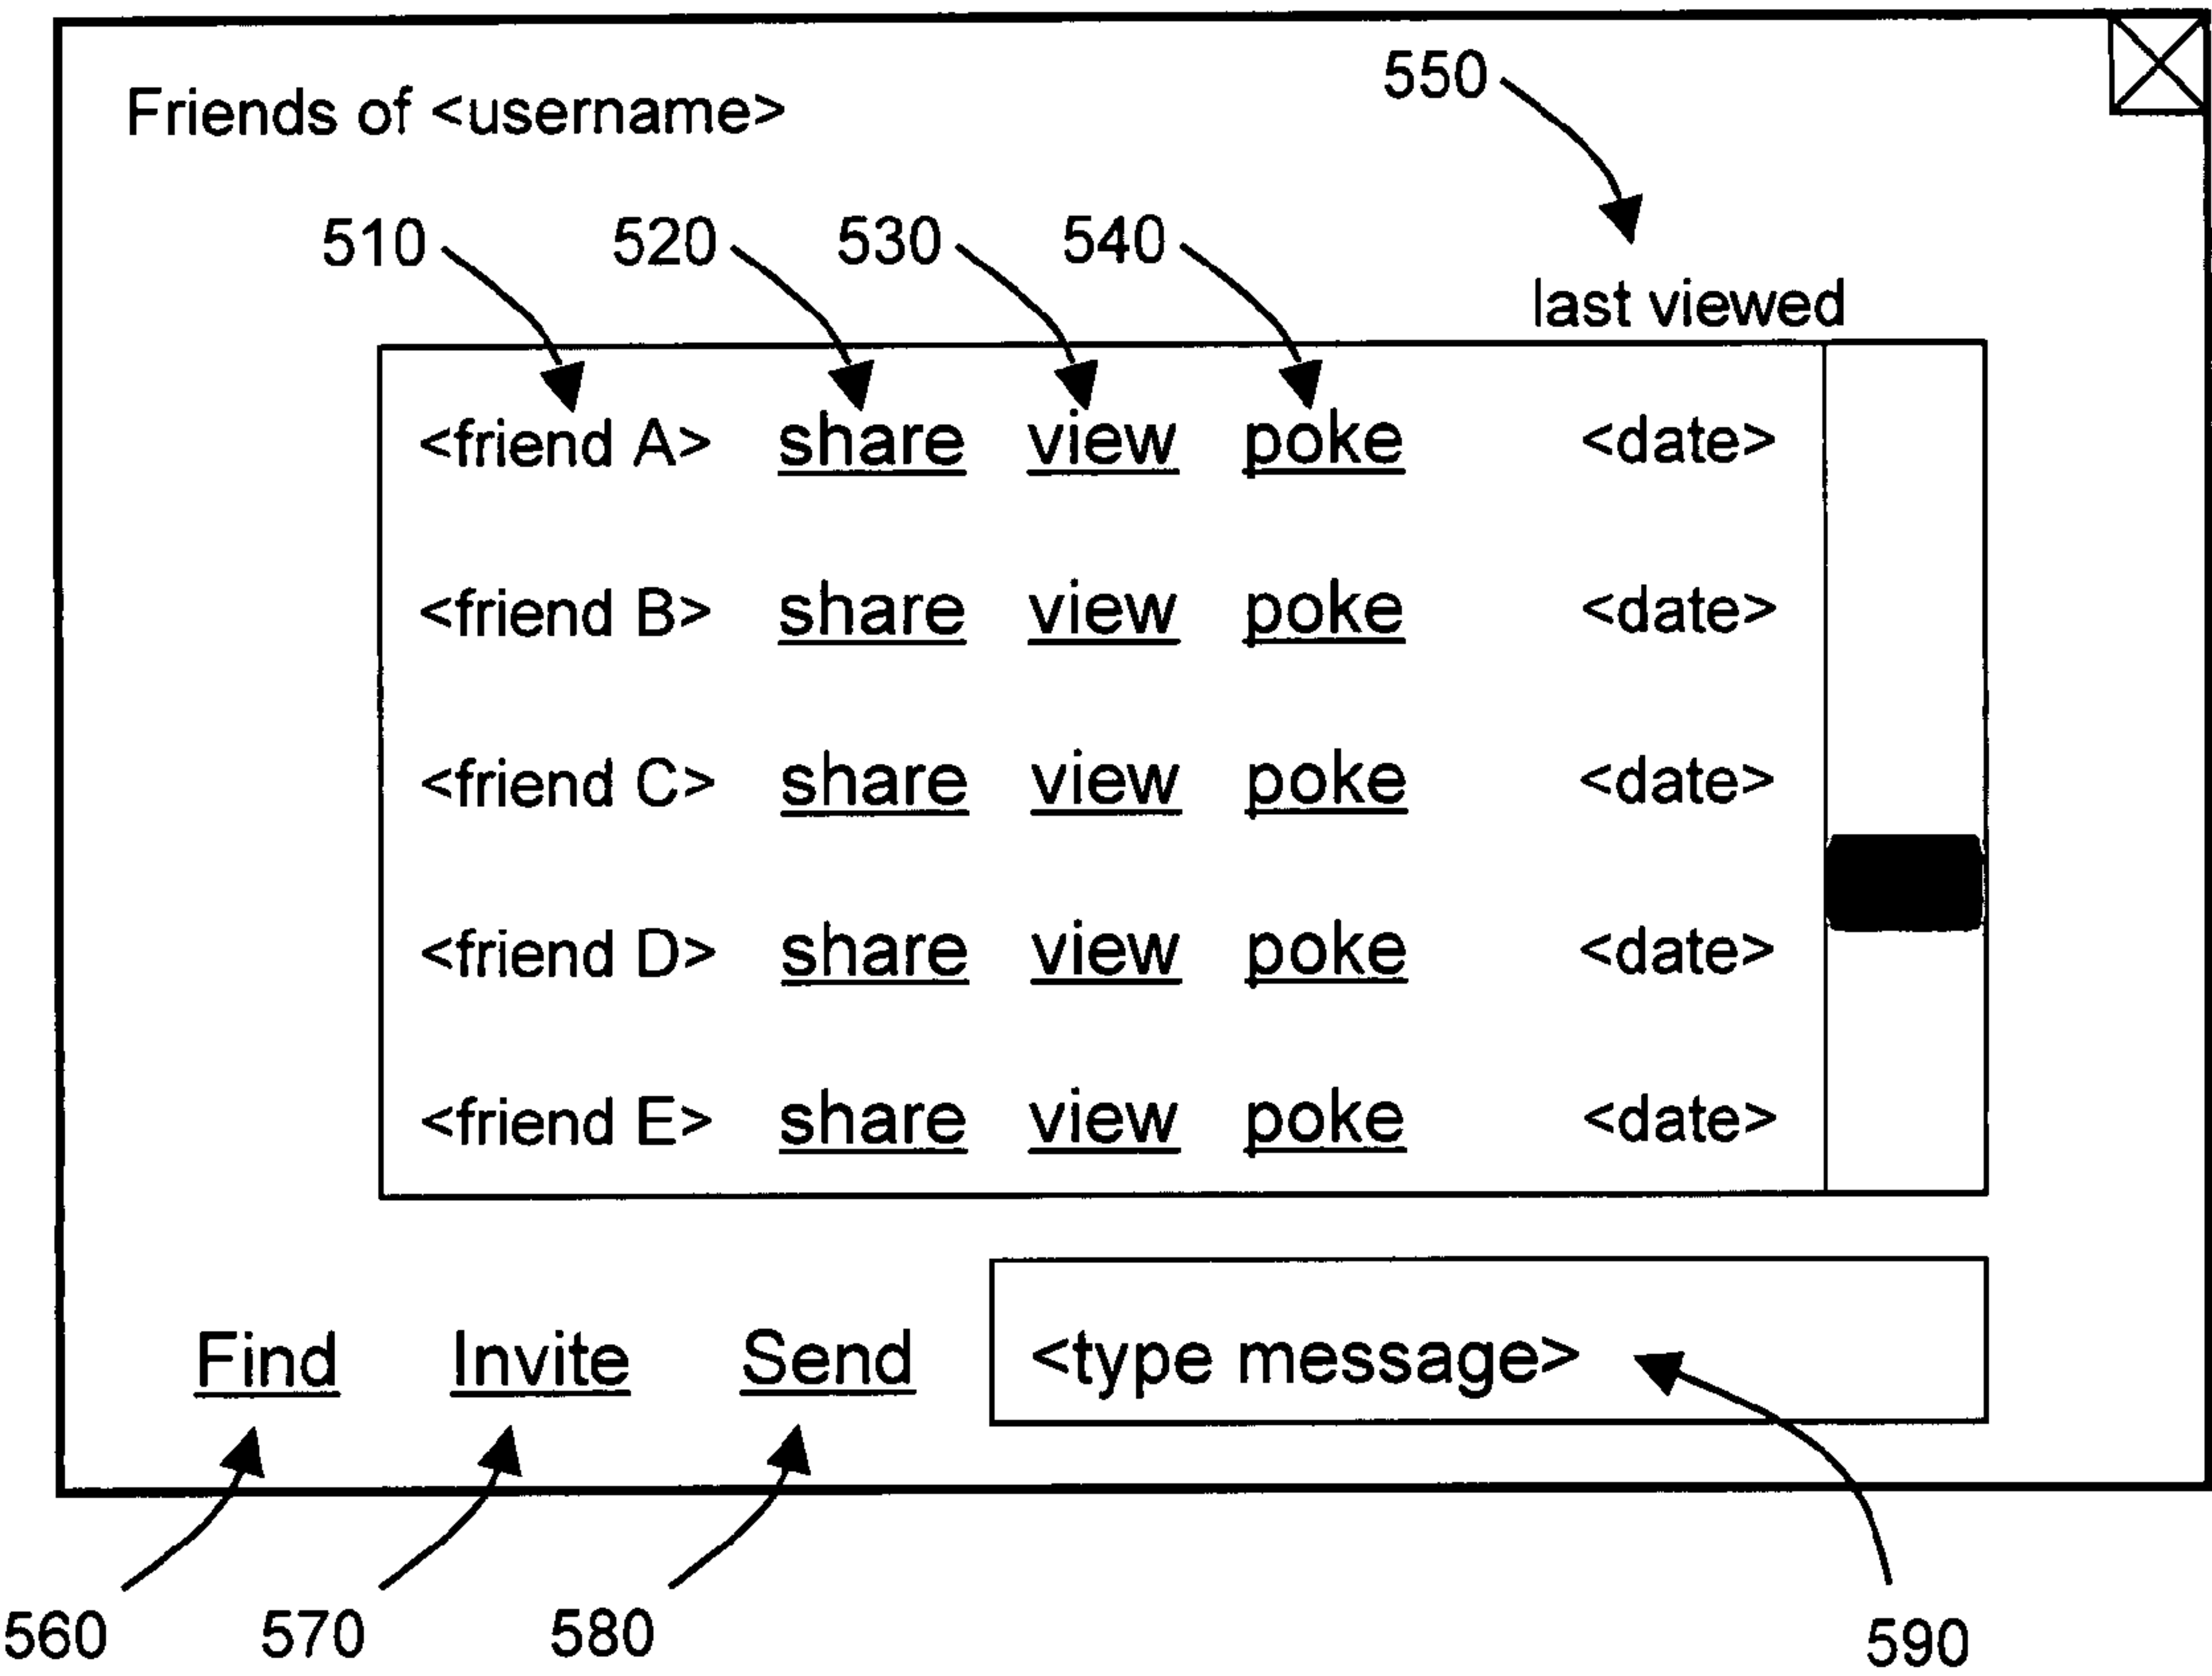 550
Friends of <username>
510 520 530 540
last viewed
<friend A> share view poke <date>
<friend B> share view poke <date>
<friend C> share view poke <date>
<friend D> share view poke <date>
<friend E> share view poke <date>
Find Invite Send <type message>
560 570 580 590